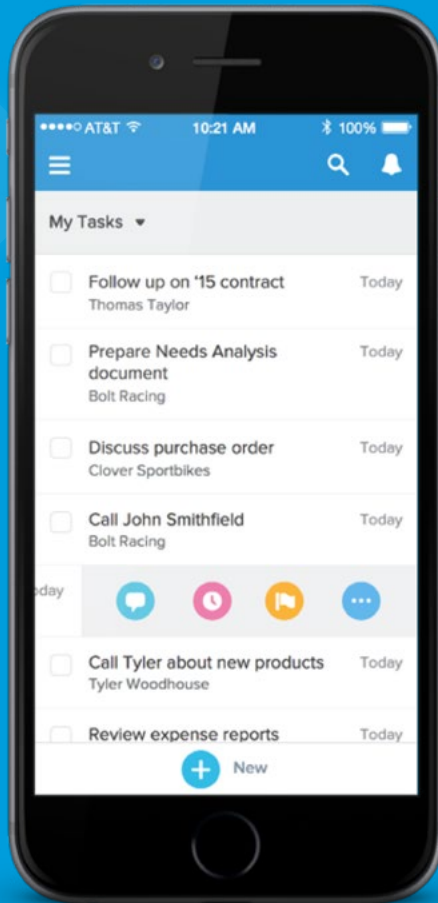 AT&T 10:21 AM 100%
My Tasks
Follow up on '15 contract Today
Thomas Taylor
Prepare Needs Analysis Today
document
Bolt Racing
Discuss purchase order Today
Clover Sportbikes
Call John Smithfield Today
Bolt Racing
oday
Call Tyler about new products Today
Tyler Woodhouse
Review expense reports Today
New